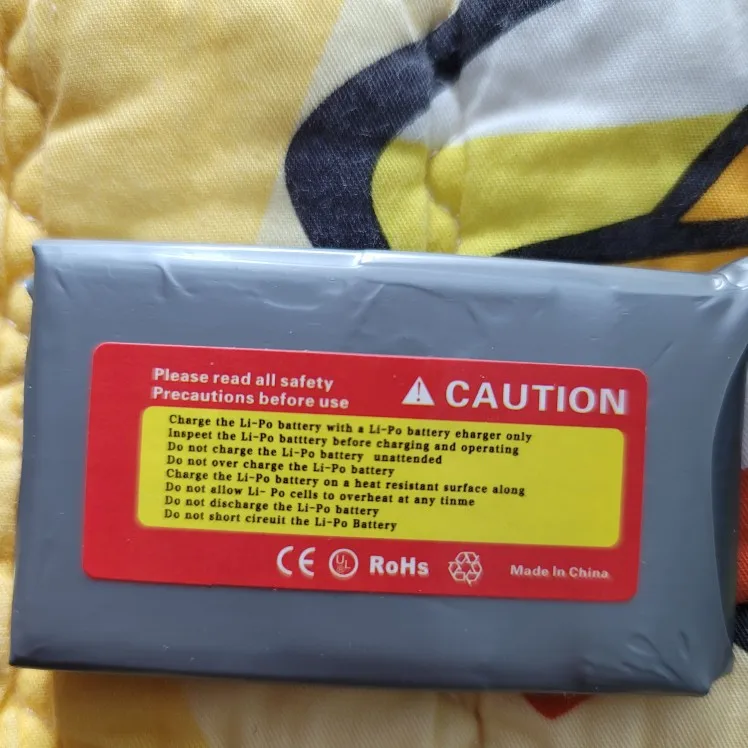 Please read all safety
Precautions before use
CAUTION
Charge the Li-Po battery with a Li-Po battery eharger only
Inspeet the Li-Po batttery before charging and operating
Do not charge the Li-Po battery unattended
Do not over charge the Li-Po battery
Charge the Li-Po battery on a heat resistant surface along
Do not allow Li- Po cells to overheat at any tinme
Do not discharge the Li-Po battery
Do not short cireuit the Li-Po Battery
CE UL RoHs Made In China